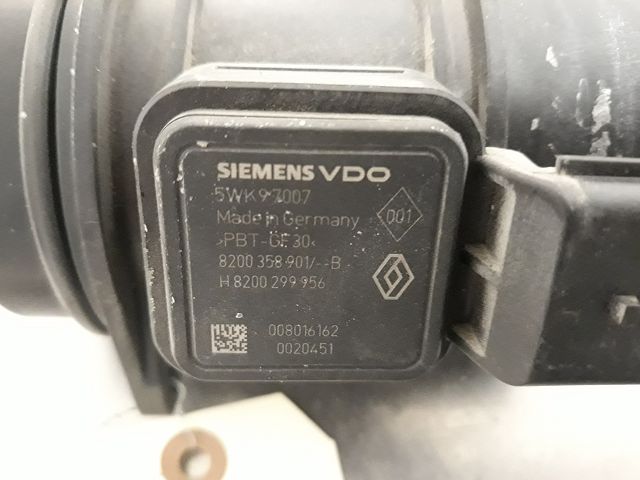 SIEMENS VDO
5WK97007
Made in Germany
001
>PBT-GF30<
8200 358 901/--B
H 8200 299 956
008016162
0020451